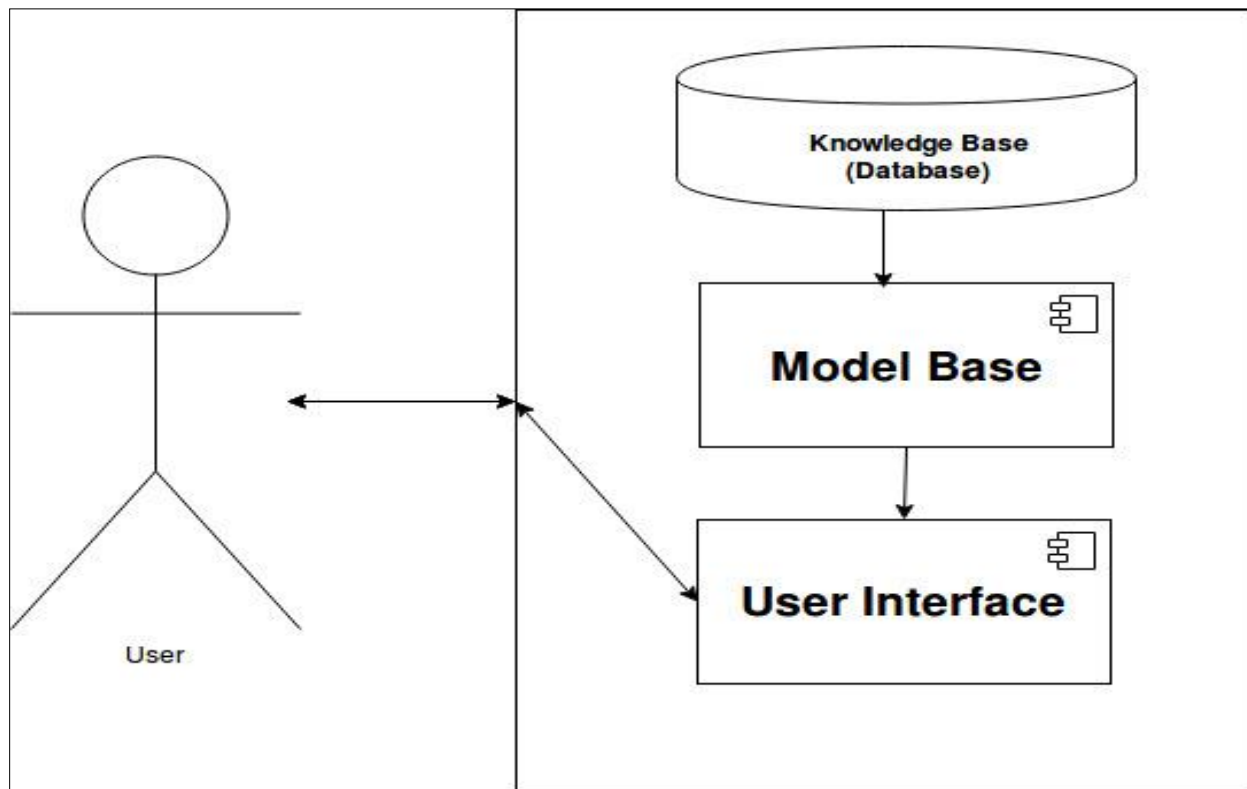 Knowledge Base
(Database)
Model Base
User Interface
User